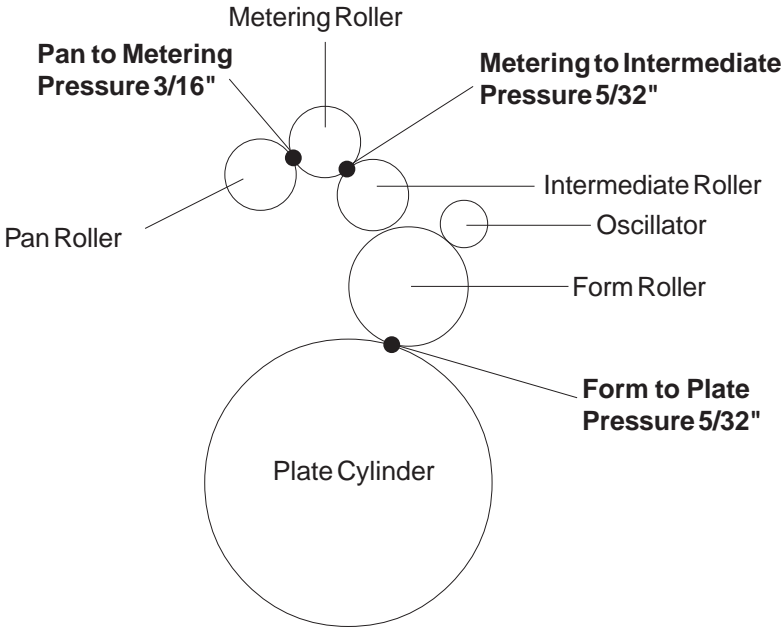 Metering Roller
Pan to Metering
Pressure 3/16"
Metering to Intermediate
Pressure 5/32"
Intermediate Roller
Oscillator
Pan Roller
Form Roller
Form to Plate
Pressure 5/32"
Plate Cylinder